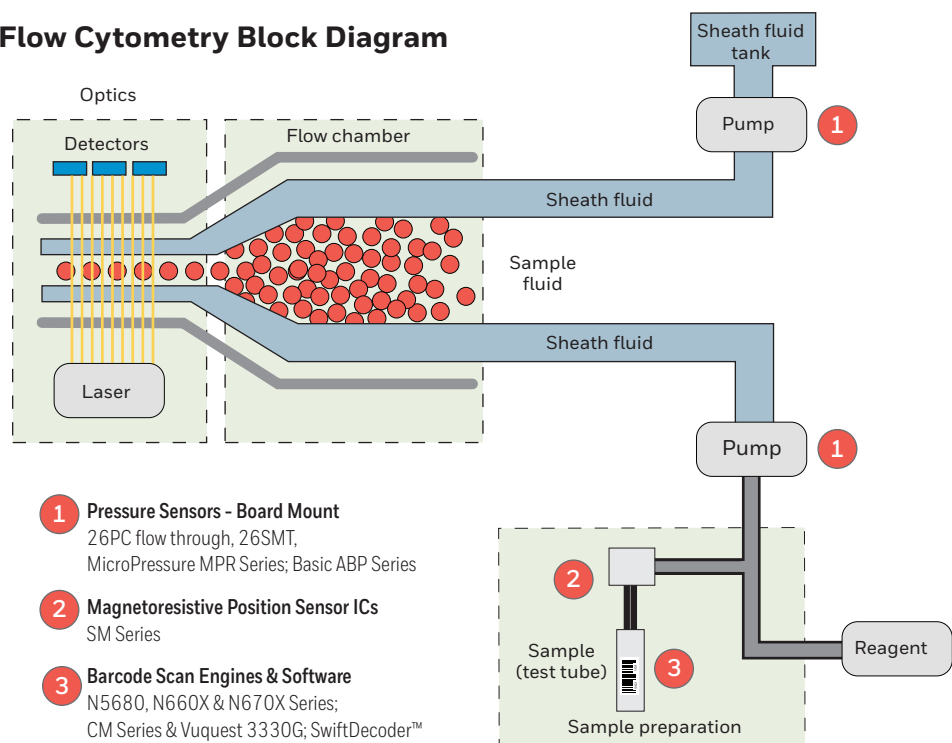 Flow Cytometry Block Diagram
Sheath fluid
tank
Optics
Pump
1
Detectors
Flow chamber
Sheath fluid
Sample
fluid
Sheath fluid
Laser
Pump
1
1
Pressure Sensors - Board Mount
26PC flow through, 26SMT,
MicroPressure MPR Series; Basic ABP Series
2
Magnetoresistive Position Sensor ICs
SM Series
3
Barcode Scan Engines & Software
N5680, N660X & N670X Series;
CM Series & Vuquest 3330G; SwiftDecoder™
2
Sample
(test tube)
3
Reagent
Sample preparation